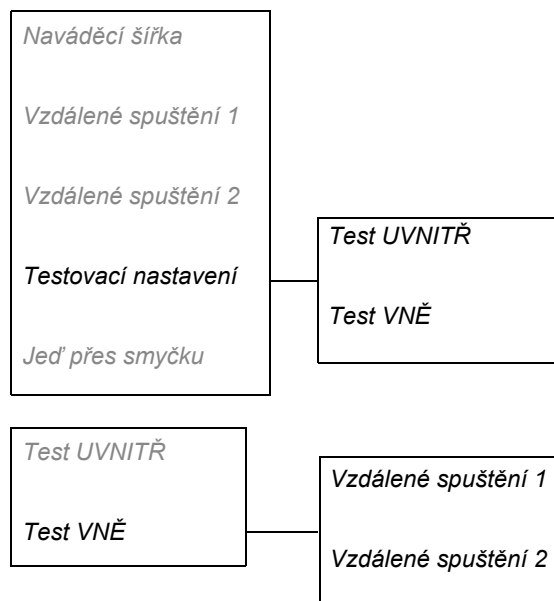 Naváděcí šířka
Vzdálené spuštění 1
Vzdálené spuštění 2
Testovací nastavení
Jeď přes smyčku
Test UVNITŘ
Test VNĚ
Test UVNITŘ
Test VNĚ
Vzdálené spuštění 1
Vzdálené spuštění 2